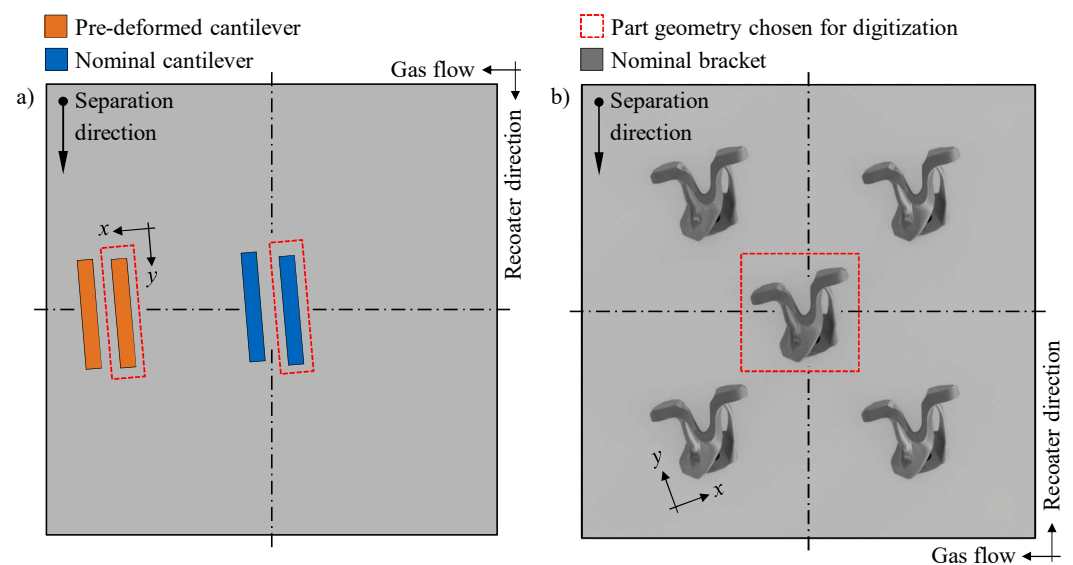 Pre-deformed cantilever
Nominal cantilever
Gas flow
a)
Separation
direction
Recoater direction
x
y
Part geometry chosen for digitization
Nominal bracket
b)
Separation
direction
y
x
Recoater direction
Gas flow